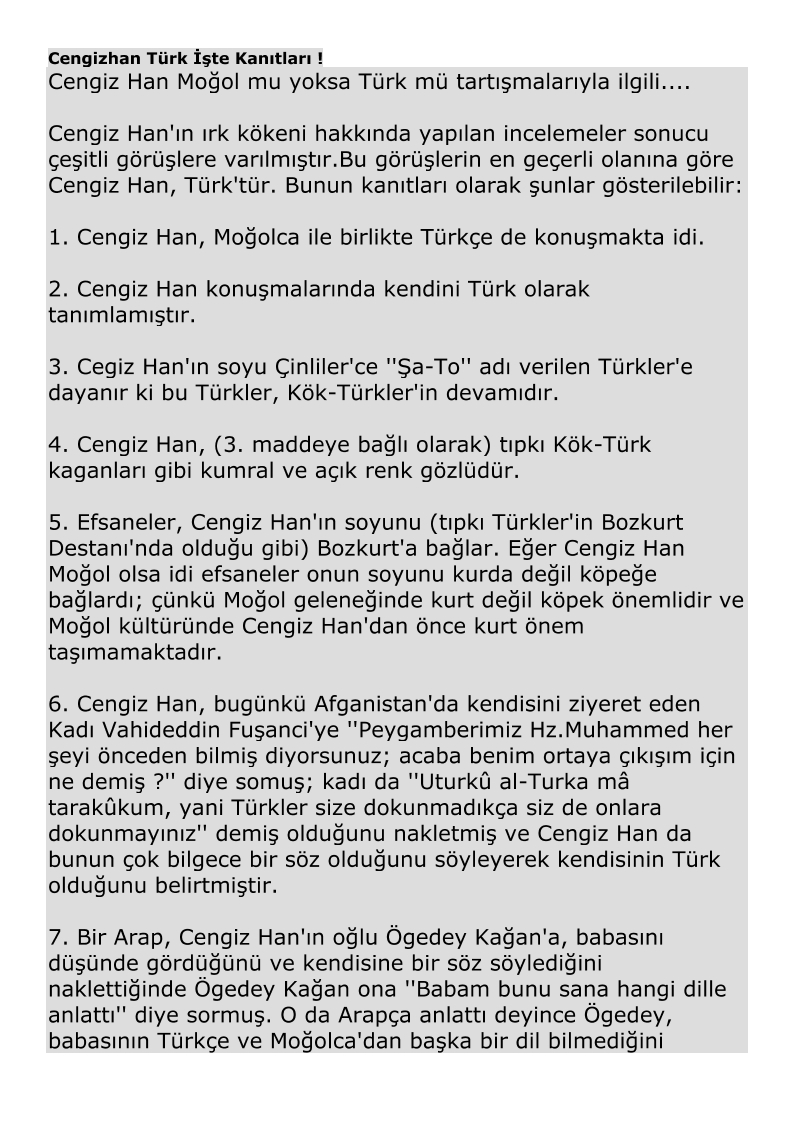 Cengizhan Türk İşte Kanıtları !
Cengiz Han Moğol mu yoksa Türk mü tartışmalarıyla ilgili....
Cengiz Han'ın ırk kökeni hakkında yapılan incelemeler sonucu
çeşitli görüşlere varılmıştır.Bu görüşlerin en geçerli olanına göre
Cengiz Han, Türk'tür. Bunun kanıtları olarak şunlar gösterilebilir:
1. Cengiz Han, Moğolca ile birlikte Türkçe de konuşmakta idi.
2. Cengiz Han konuşmalarında kendini Türk olarak
tanımlamıştır.
3. Cegiz Han'ın soyu Çinliler'ce ''Şa-To'' adı verilen Türkler'e
dayanır ki bu Türkler, Kök-Türkler'in devamıdır.
4. Cengiz Han, (3. maddeye bağlı olarak) tıpkı Kök-Türk
kaganları gibi kumral ve açık renk gözlüdür.
5. Efsaneler, Cengiz Han'ın soyunu (tıpkı Türkler'in Bozkurt
Destanı'nda olduğu gibi) Bozkurt'a bağlar. Eğer Cengiz Han
Moğol olsa idi efsaneler onun soyunu kurda değil köpeğe
bağlardı; çünkü Moğol geleneğinde kurt değil köpek önemlidir ve
Moğol kültüründe Cengiz Han'dan önce kurt önem
taşımamaktadır.
6. Cengiz Han, bugünkü Afganistan'da kendisini ziyeret eden
Kadı Vahideddin Fuşanci'ye ''Peygamberimiz Hz.Muhammed her
şeyi önceden bilmiş diyorsunuz; acaba benim ortaya çıkışım için
ne demiş ?'' diye somuş; kadı da ''Uturkû al-Turka mâ
tarakûkum, yani Türkler size dokunmadıkça siz de onlara
dokunmayınız'' demiş olduğunu nakletmiş ve Cengiz Han da
bunun çok bilgece bir söz olduğunu söyleyerek kendisinin Türk
olduğunu belirtmiştir.
7. Bir Arap, Cengiz Han'ın oğlu Ögedey Kağan'a, babasını
düşünde gördüğünü ve kendisine bir söz söylediğini
naklettiğinde Ögedey Kağan ona ''Babam bunu sana hangi dille
anlattı'' diye sormuş. O da Arapça anlattı deyince Ögedey,
babasının Türkçe ve Moğolca'dan başka bir dil bilmediğini